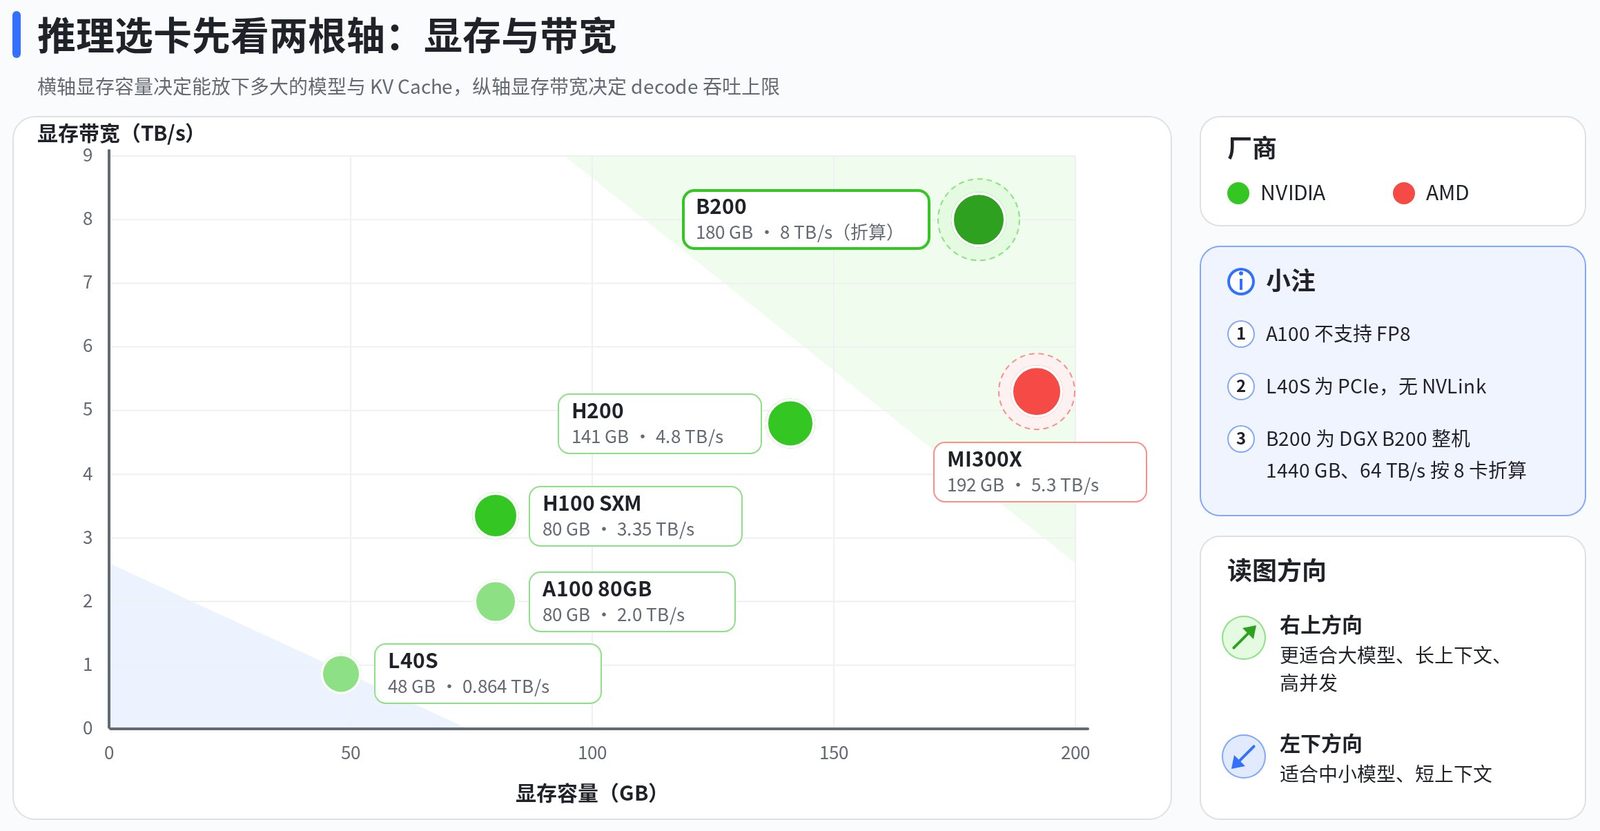 推理选卡先看两根轴：显存与带宽
横轴显存容量决定能放下多大的模型与 KV Cache，纵轴显存带宽决定 decode 吞吐上限
显存带宽（TB/s）
9
8
7
6
5
4
3
2
1
0
0
50
100
150
200
显存容量（GB）
B200
180 GB · 8 TB/s（折算）
H200
141 GB · 4.8 TB/s
MI300X
192 GB · 5.3 TB/s
H100 SXM
80 GB · 3.35 TB/s
A100 80GB
80 GB · 2.0 TB/s
L40S
48 GB · 0.864 TB/s
厂商
NVIDIA
AMD
小注
1 A100 不支持 FP8
2 L40S 为 PCIe，无 NVLink
3 B200 为 DGX B200 整机
1440 GB、64 TB/s 按 8 卡折算
读图方向
右上方向
更适合大模型、长上下文、
高并发
左下方向
适合中小模型、短上下文